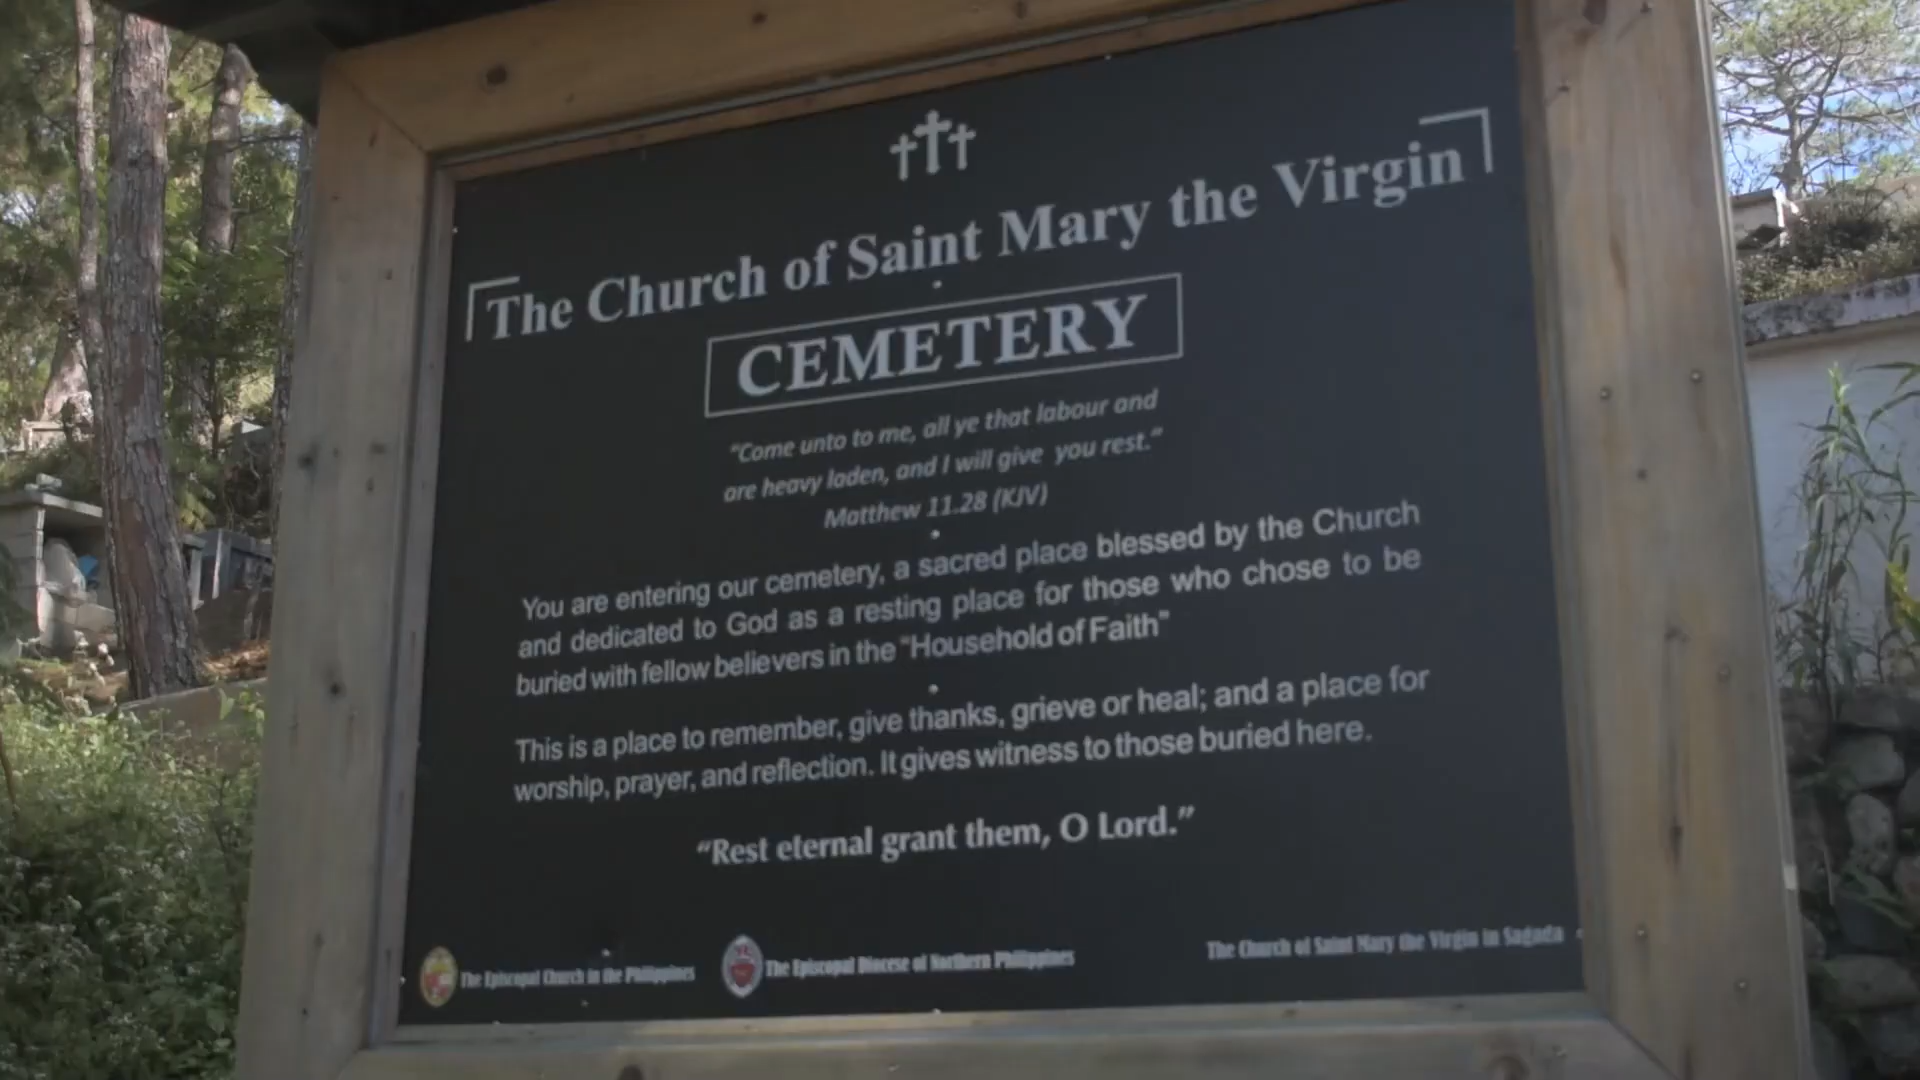 The Church of Saint Mary the Virgin
CEMETERY
“Come unto to me, all ye that labour and
are heavy laden, and I will give you rest.”
Matthew 11.28 (KJV)
You are entering our cemetery, a sacred place blessed by the Church
and dedicated to God as a resting place for those who chose to be
buried with fellow believers in the “Household of Faith”
This is a place to remember, give thanks, grieve or heal; and a place for
worship, prayer, and reflection. It gives witness to those buried here.
“Rest eternal grant them, O Lord.”
The Episcopal Church in the Philippines
The Episcopal Diocese of Northern Philippines
The Church of Saint Mary the Virgin in Sagada